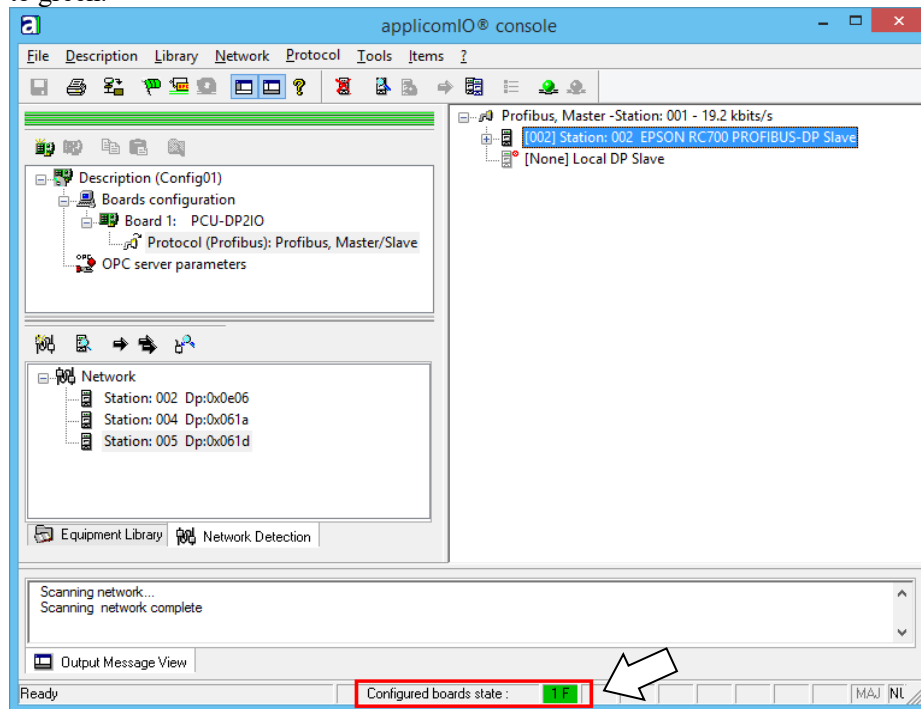 to green.
applicomIO® console
File Description Library Network Protocol Tools Items ?
Profibus, Master -Station: 001 - 19.2 kbits/s
[002] Station: 002 EPSON RC700 PROFIBUS-DP Slave
[None] Local DP Slave
Description (Config01)
Boards configuration
Board 1: PCU-DP2IO
Protocol (Profibus): Profibus, Master/Slave
OPC server parameters
Network
Station: 002 Dp:0x0e06
Station: 004 Dp:0x061a
Station: 005 Dp:0x061d
Equipment Library Network Detection
Scanning network...
Scanning network complete
Output Message View
Ready Configured boards state : 1 F MAJ NU